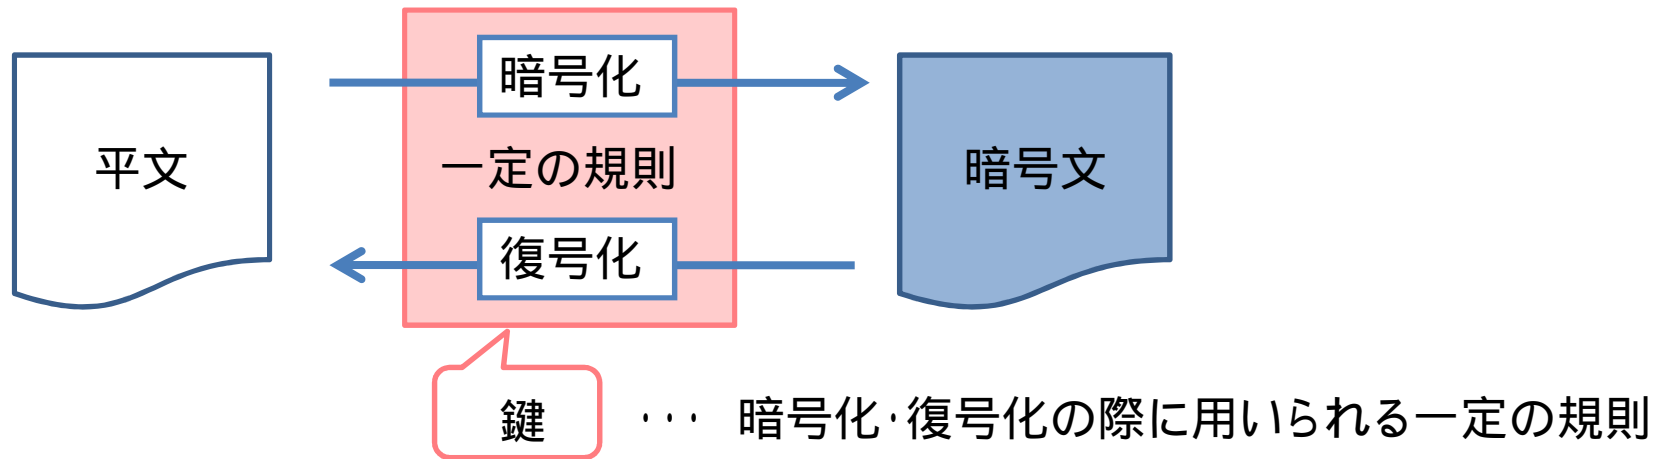 暗号化
平文
一定の規則
暗号文
復号化
鍵 ··· 暗号化·復号化の際に用いられる一定の規則